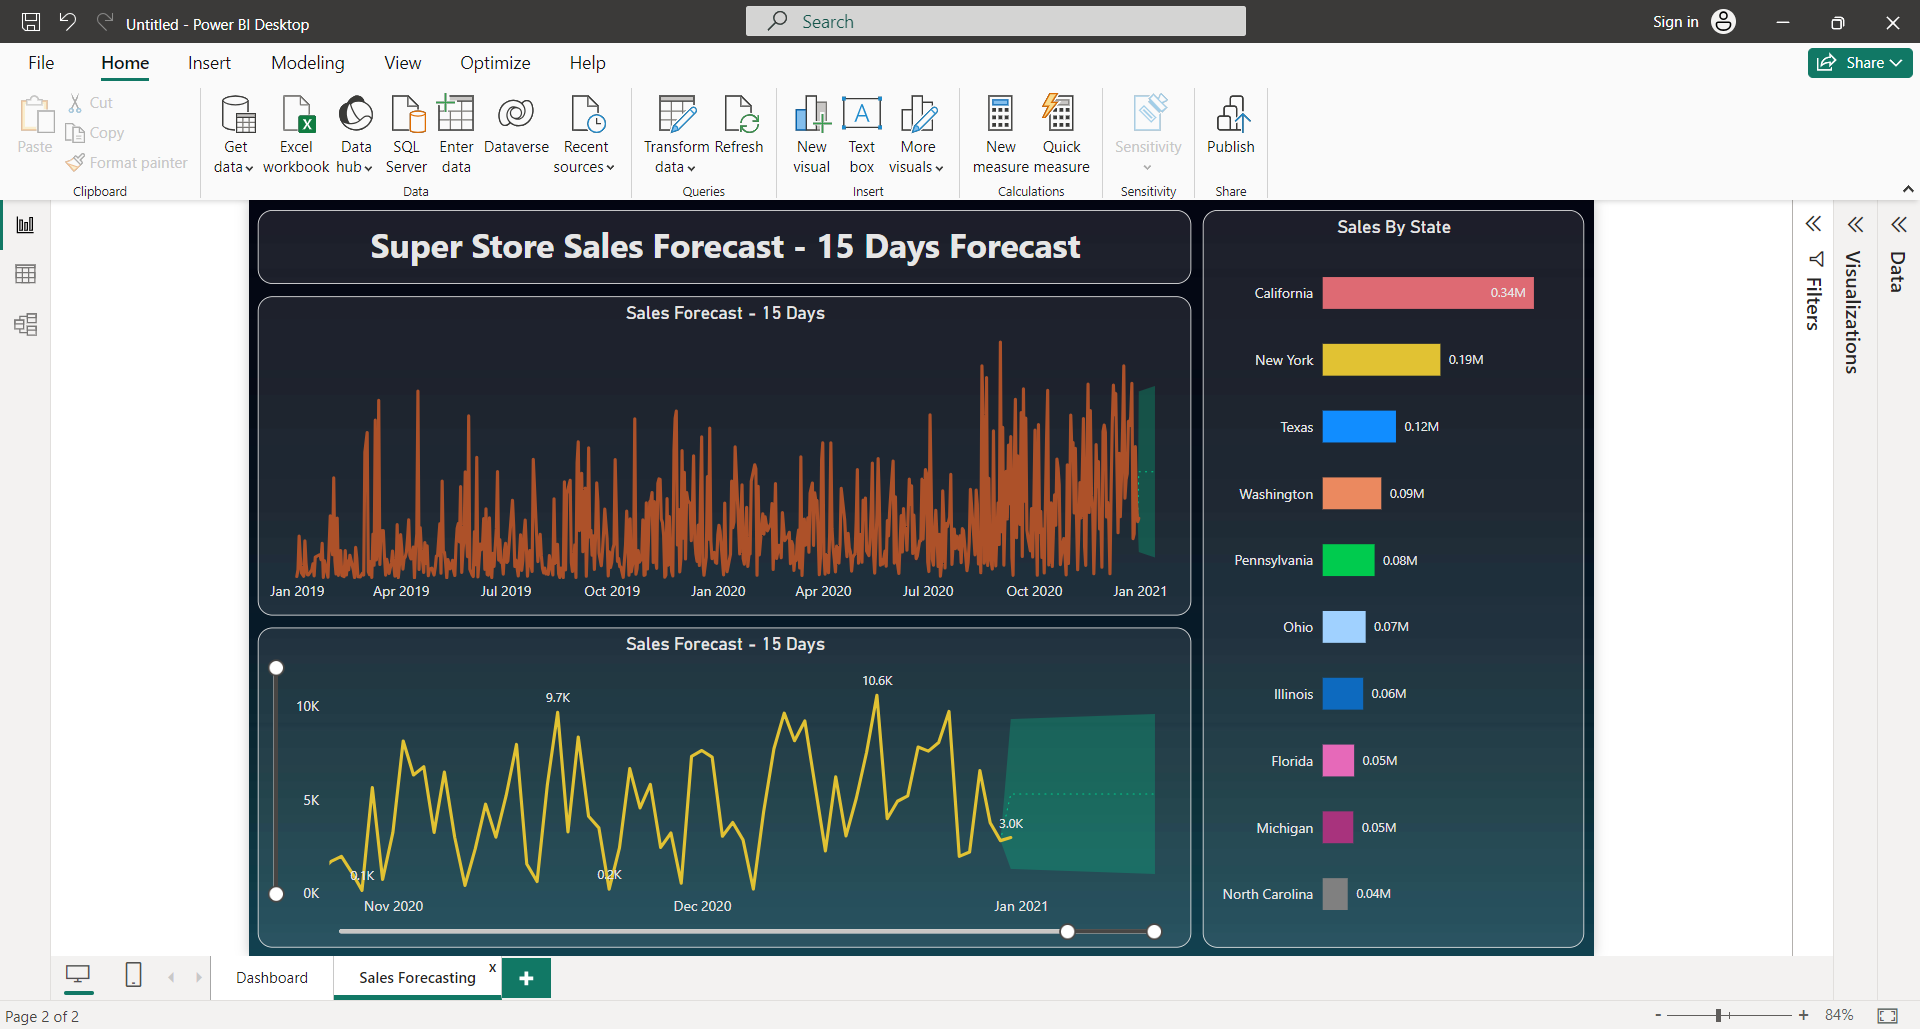 Untitled - Power BI Desktop
Search
Sign in
File Home Insert Modeling View Optimize Help
Share
Paste
Cut
Copy
Format painter
Clipboard
Get data
Excel workbook
Data hub
SQL Server
Enter data
Dataverse
Recent sources
Data
Transform data
Refresh
Queries
New visual
Text box
A
More visuals
Insert
New measure
Quick measure
Calculations
Sensitivity
Sensitivity
Publish
Share
Super Store Sales Forecast - 15 Days Forecast
Sales Forecast - 15 Days
Jan 2019 Apr 2019 Jul 2019 Oct 2019 Jan 2020 Apr 2020 Jul 2020 Oct 2020 Jan 2021
Sales Forecast - 15 Days
10K
5K
0K
0.1K
9.7K
0.2K
10.6K
3.0K
Nov 2020 Dec 2020 Jan 2021
Sales By State
California 0.34M
New York 0.19M
Texas 0.12M
Washington 0.09M
Pennsylvania 0.08M
Ohio 0.07M
Illinois 0.06M
Florida 0.05M
Michigan 0.05M
North Carolina 0.04M
Filters
Visualizations
Data
Dashboard
Sales Forecasting
x
+
Page 2 of 2
- + 84%